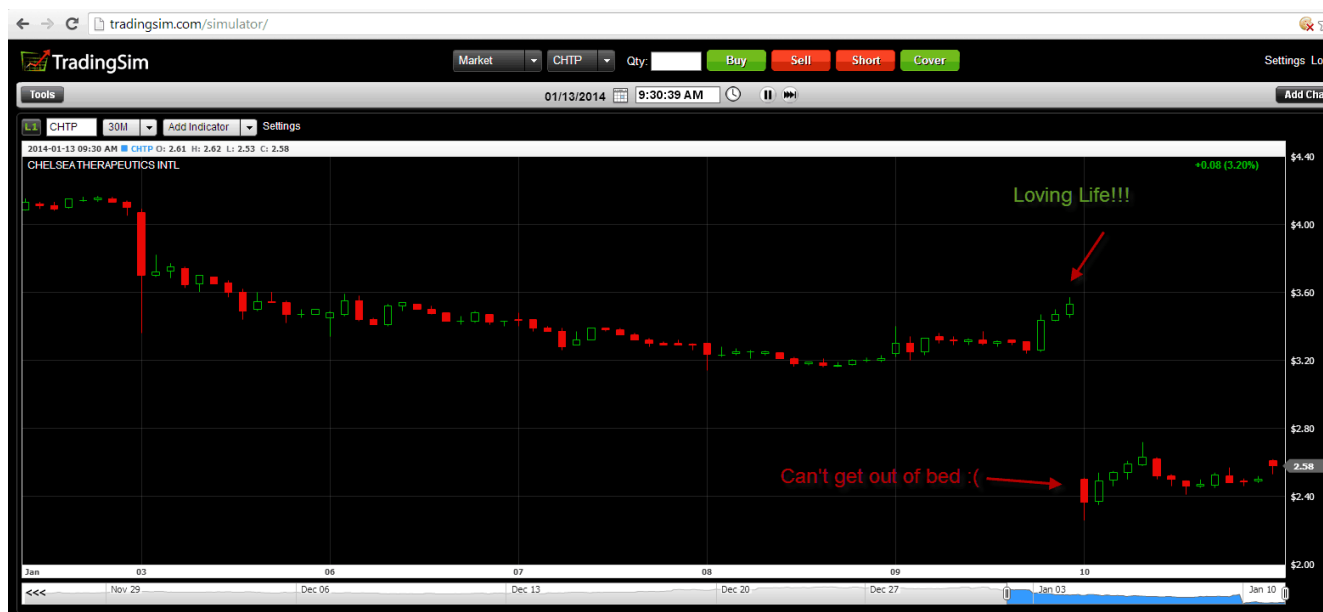 tradingsim.com/simulator/
TradingSim Market CHTP Qty: Buy Sell Short Cover Settings Lo
Tools 01/13/2014 9:30:39 AM Add Cha
L1 CHTP 30M Add Indicator Settings
2014-01-13 09:30 AM CHTP O: 2.61 H: 2.62 L: 2.53 C: 2.58
CHELSEA THERAPEUTICS INTL +0.08 (3.20%)
$4.40
Loving Life!!!
$4.00
$3.60
$3.20
$2.80
2.58
Can't get out of bed :(
$2.40
$2.00
Jan 03 06 07 08 09 10
<<< Nov 29 Dec 06 Dec 13 Dec 20 Dec 27 Jan 03 Jan 10